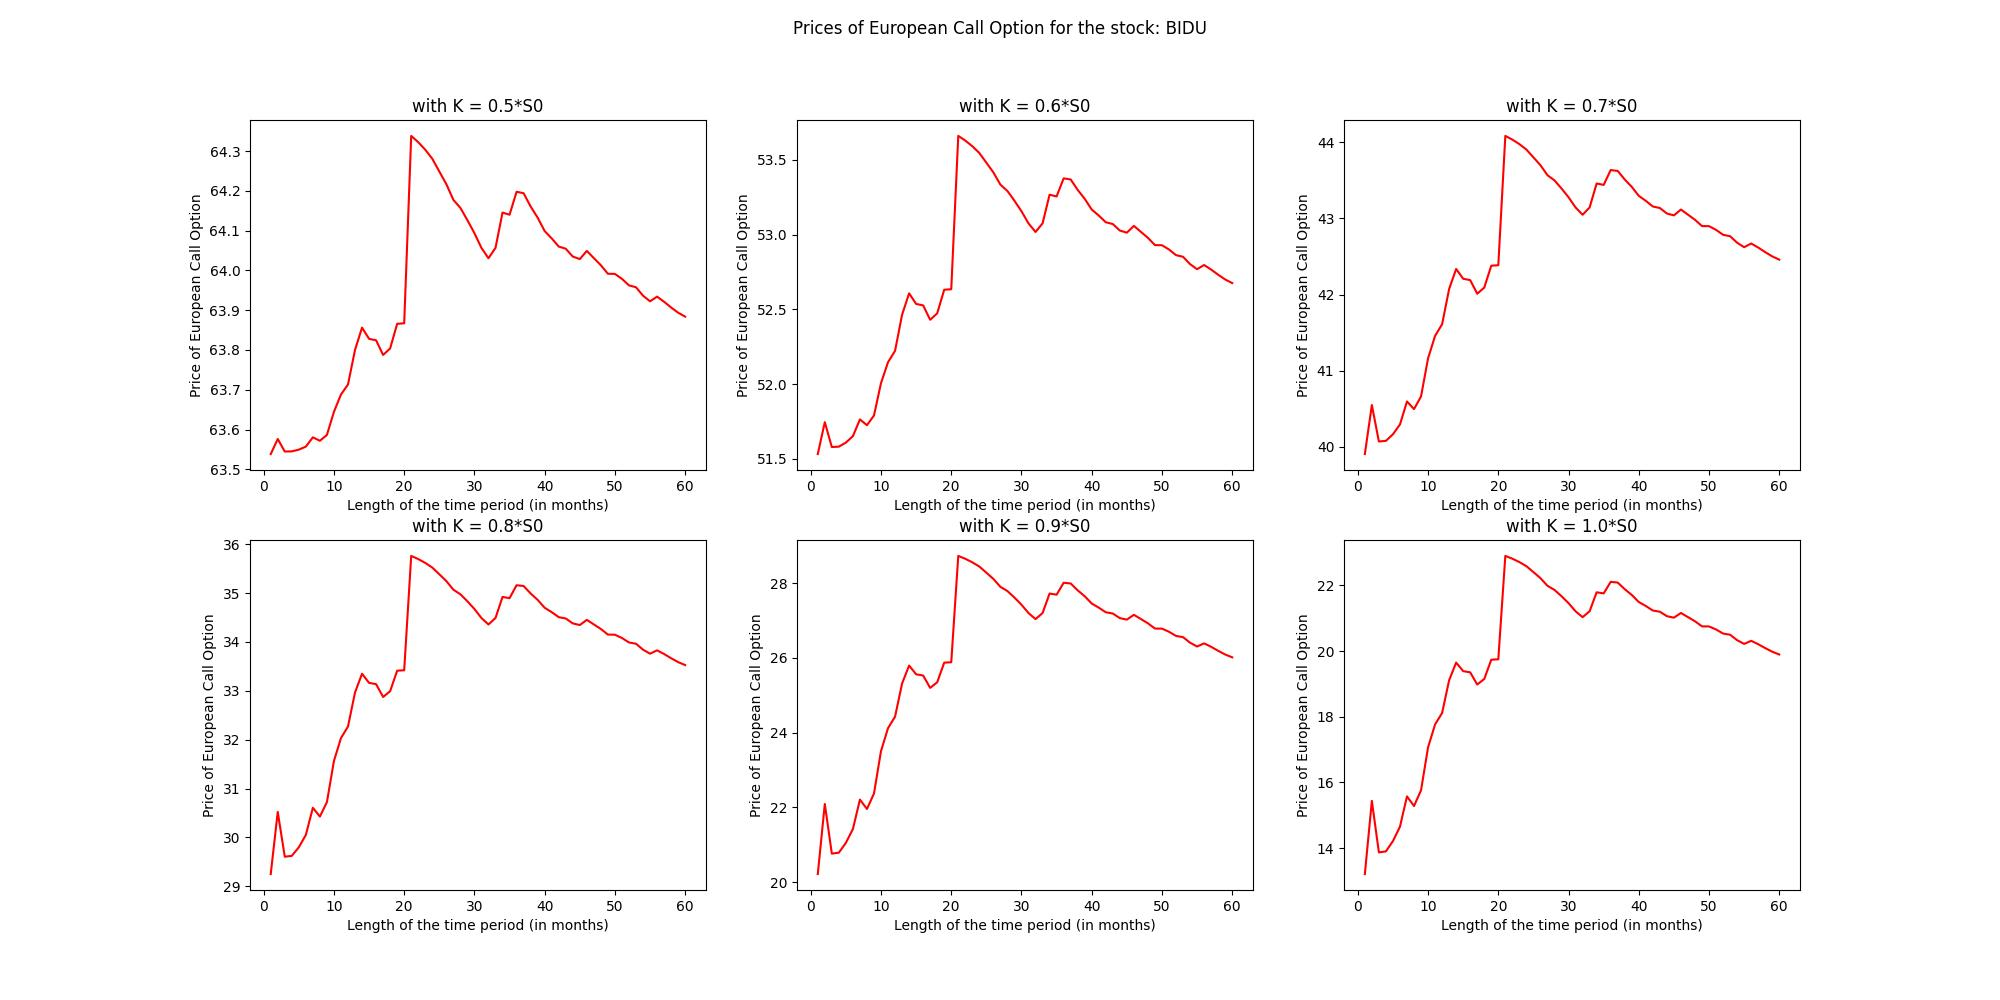 Prices of European Call Option for the stock: BIDU
with K = 0.5*S0
with K = 0.6*S0
with K = 0.7*S0
Price of European Call Option
64.3
64.2
64.1
64.0
63.9
63.8
63.7
63.6
63.5
0 10 20 30 40 50 60
Length of the time period (in months)
Price of European Call Option
53.5
53.0
52.5
52.0
51.5
0 10 20 30 40 50 60
Length of the time period (in months)
Price of European Call Option
44
43
42
41
40
0 10 20 30 40 50 60
Length of the time period (in months)
with K = 0.8*S0
with K = 0.9*S0
with K = 1.0*S0
Price of European Call Option
36
35
34
33
32
31
30
29
0 10 20 30 40 50 60
Length of the time period (in months)
Price of European Call Option
28
26
24
22
20
0 10 20 30 40 50 60
Length of the time period (in months)
Price of European Call Option
22
20
18
16
14
0 10 20 30 40 50 60
Length of the time period (in months)